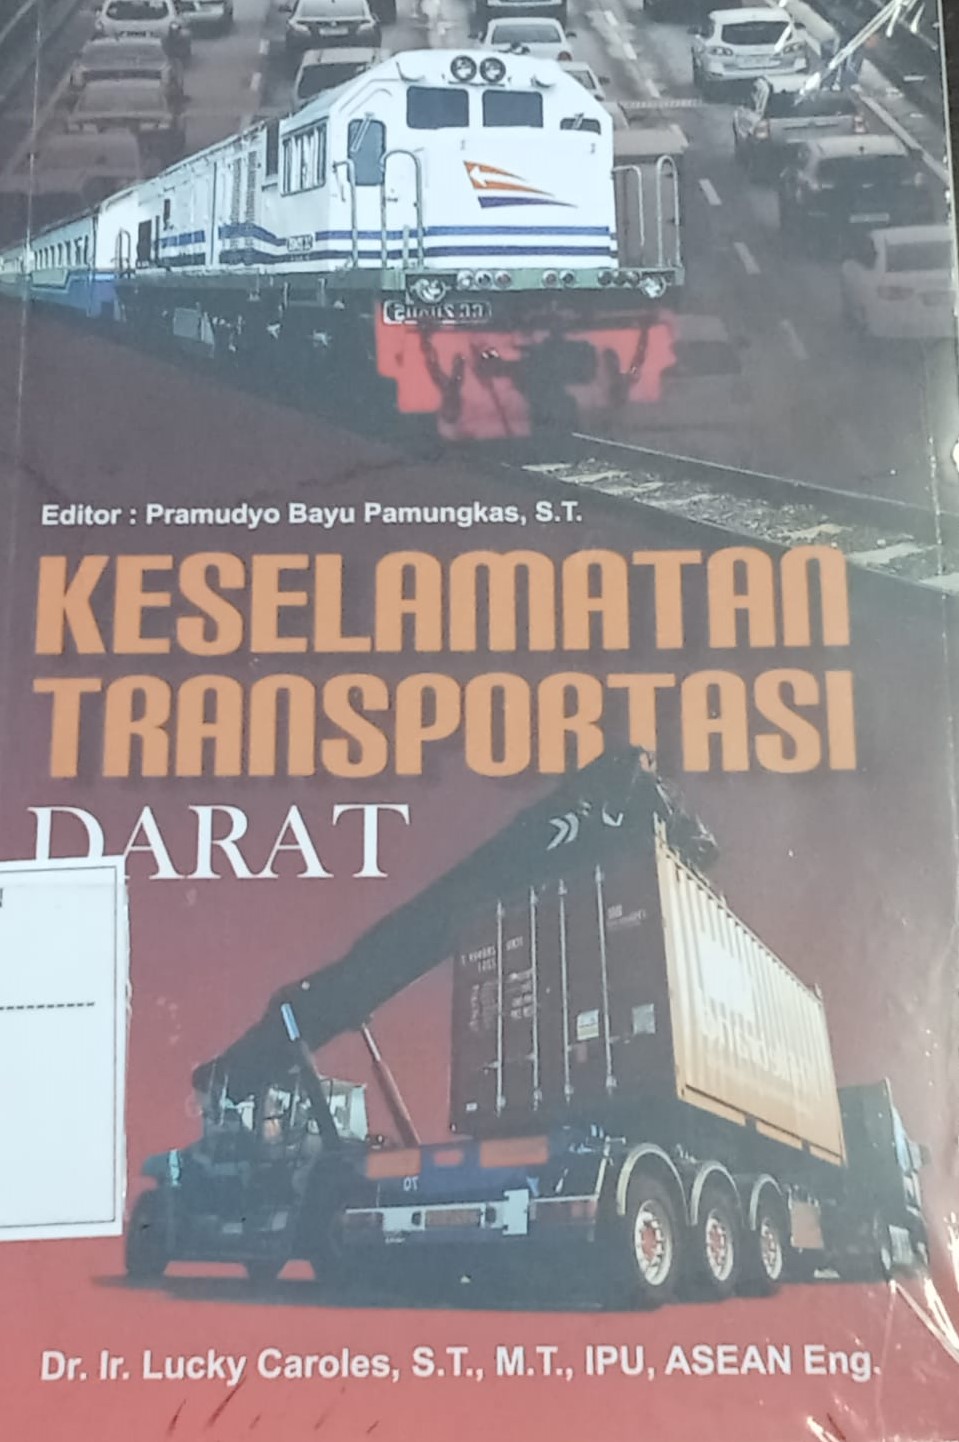 Editor : Pramudyo Bayu Pamungkas, S.T.
KESELAMATAN
TRANSPORTASI
DARAT
Dr. Ir. Lucky Caroles, S.T., M.T., IPU, ASEAN Eng.